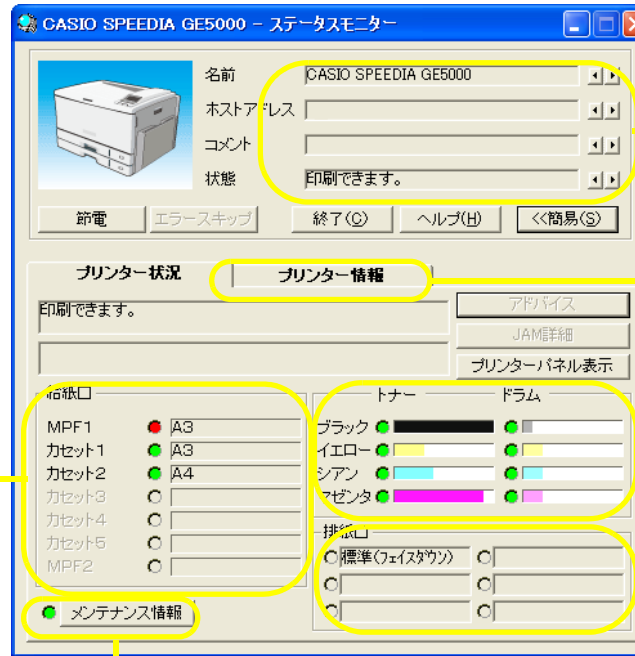 CASIO SPEEDIA GE5000 - ステータスモニター
名前 CASIO SPEEDIA GE5000
ホストアドレス
コメント
状態 印刷できます。
節電 エラースキップ 終了(C) ヘルプ(H) <<簡易(S)
プリンター状況 プリンター情報
印刷できます。
アドバイス
JAM詳細
プリンターパネル表示
給紙口
MPF1 A3
カセット1 A3
カセット2 A4
カセット3
カセット4
カセット5
MPF2
トナー ドラム
ブラック
イエロー
シアン
マゼンタ
排紙口
標準(フェイスダウン)
メンテナンス情報